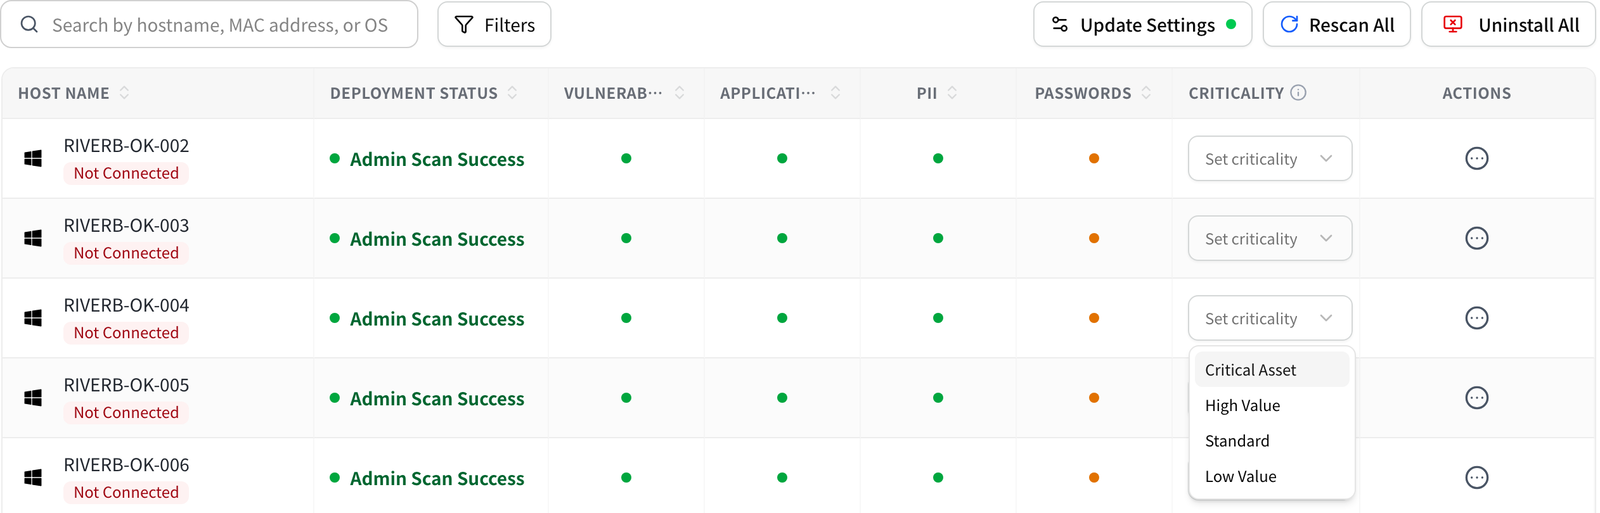 Search by hostname, MAC address, or OS
Filters
Update Settings
Rescan All
Uninstall All
HOST NAME DEPLOYMENT STATUS VULNERAB··· APPLICATI··· PII PASSWORDS CRITICALITY ACTIONS
RIVERB-OK-002
Not Connected
Admin Scan Success
Set criticality
RIVERB-OK-003
Not Connected
Admin Scan Success
Set criticality
RIVERB-OK-004
Not Connected
Admin Scan Success
Set criticality
Critical Asset
High Value
Standard
Low Value
RIVERB-OK-005
Not Connected
Admin Scan Success
RIVERB-OK-006
Not Connected
Admin Scan Success